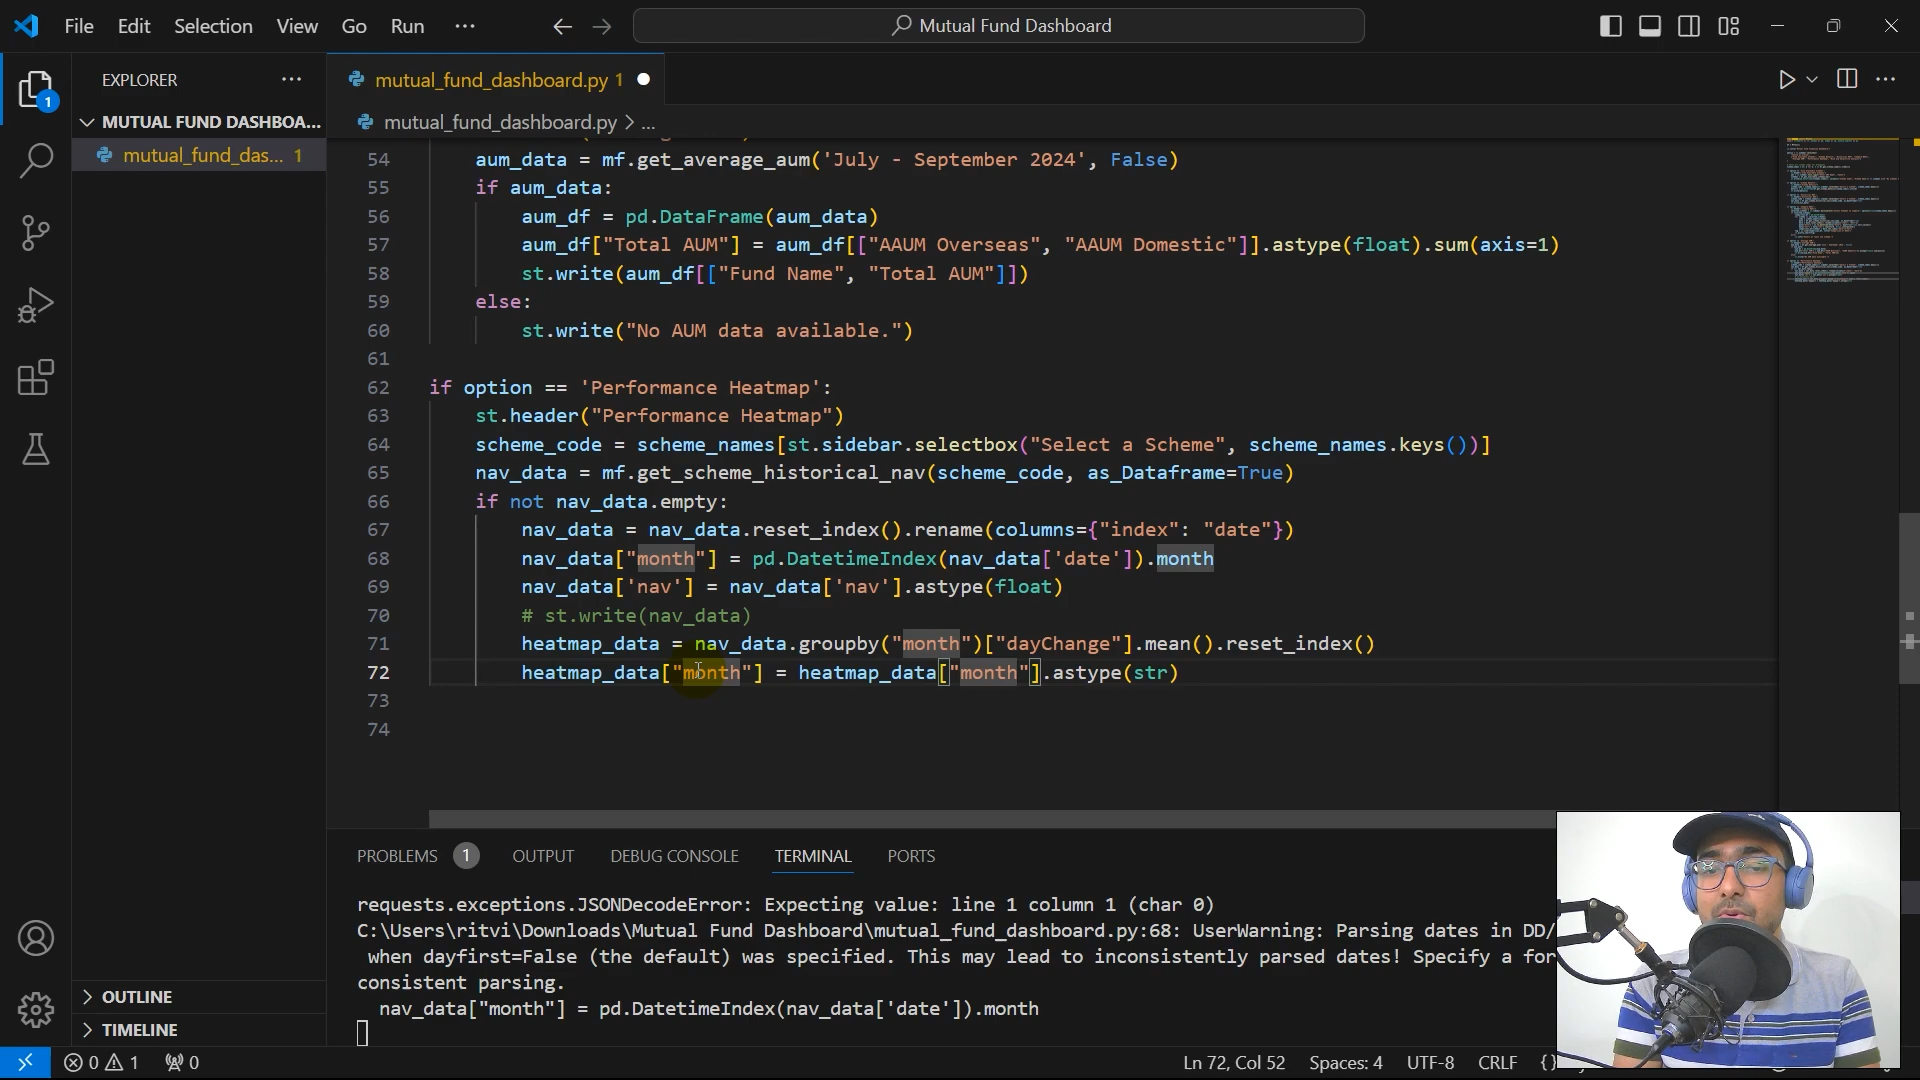 File Edit Selection View Go Run ...
Mutual Fund Dashboard
EXPLORER
MUTUAL FUND DASHBOA...
mutual_fund_das... 1
OUTLINE
TIMELINE
mutual_fund_dashboard.py 1
mutual_fund_dashboard.py > ...
54 aum_data = mf.get_average_aum('July - September 2024', False)
55 if aum_data:
56 aum_df = pd.DataFrame(aum_data)
57 aum_df["Total AUM"] = aum_df[["AAUM Overseas", "AAUM Domestic"]].astype(float).sum(axis=1)
58 st.write(aum_df[["Fund Name", "Total AUM"]])
59 else:
60 st.write("No AUM data available.")
61
62 if option == 'Performance Heatmap':
63 st.header("Performance Heatmap")
64 scheme_code = scheme_names[st.sidebar.selectbox("Select a Scheme", scheme_names.keys())]
65 nav_data = mf.get_scheme_historical_nav(scheme_code, as_Dataframe=True)
66 if not nav_data.empty:
67 nav_data = nav_data.reset_index().rename(columns={"index": "date"})
68 nav_data["month"] = pd.DatetimeIndex(nav_data['date']).month
69 nav_data['nav'] = nav_data['nav'].astype(float)
70 # st.write(nav_data)
71 heatmap_data = nav_data.groupby("month")["dayChange"].mean().reset_index()
72 heatmap_data["month"] = heatmap_data["month"].astype(str)
73
74
PROBLEMS 1 OUTPUT DEBUG CONSOLE TERMINAL PORTS
requests.exceptions.JSONDecodeError: Expecting value: line 1 column 1 (char 0)
C:\Users\ritvi\Downloads\Mutual Fund Dashboard\mutual_fund_dashboard.py:68: UserWarning: Parsing dates in DD/
when dayfirst=False (the default) was specified. This may lead to inconsistently parsed dates! Specify a for
consistent parsing.
nav_data["month"] = pd.DatetimeIndex(nav_data['date']).month
0 1 0 Ln 72, Col 52 Spaces: 4 UTF-8 CRLF {}